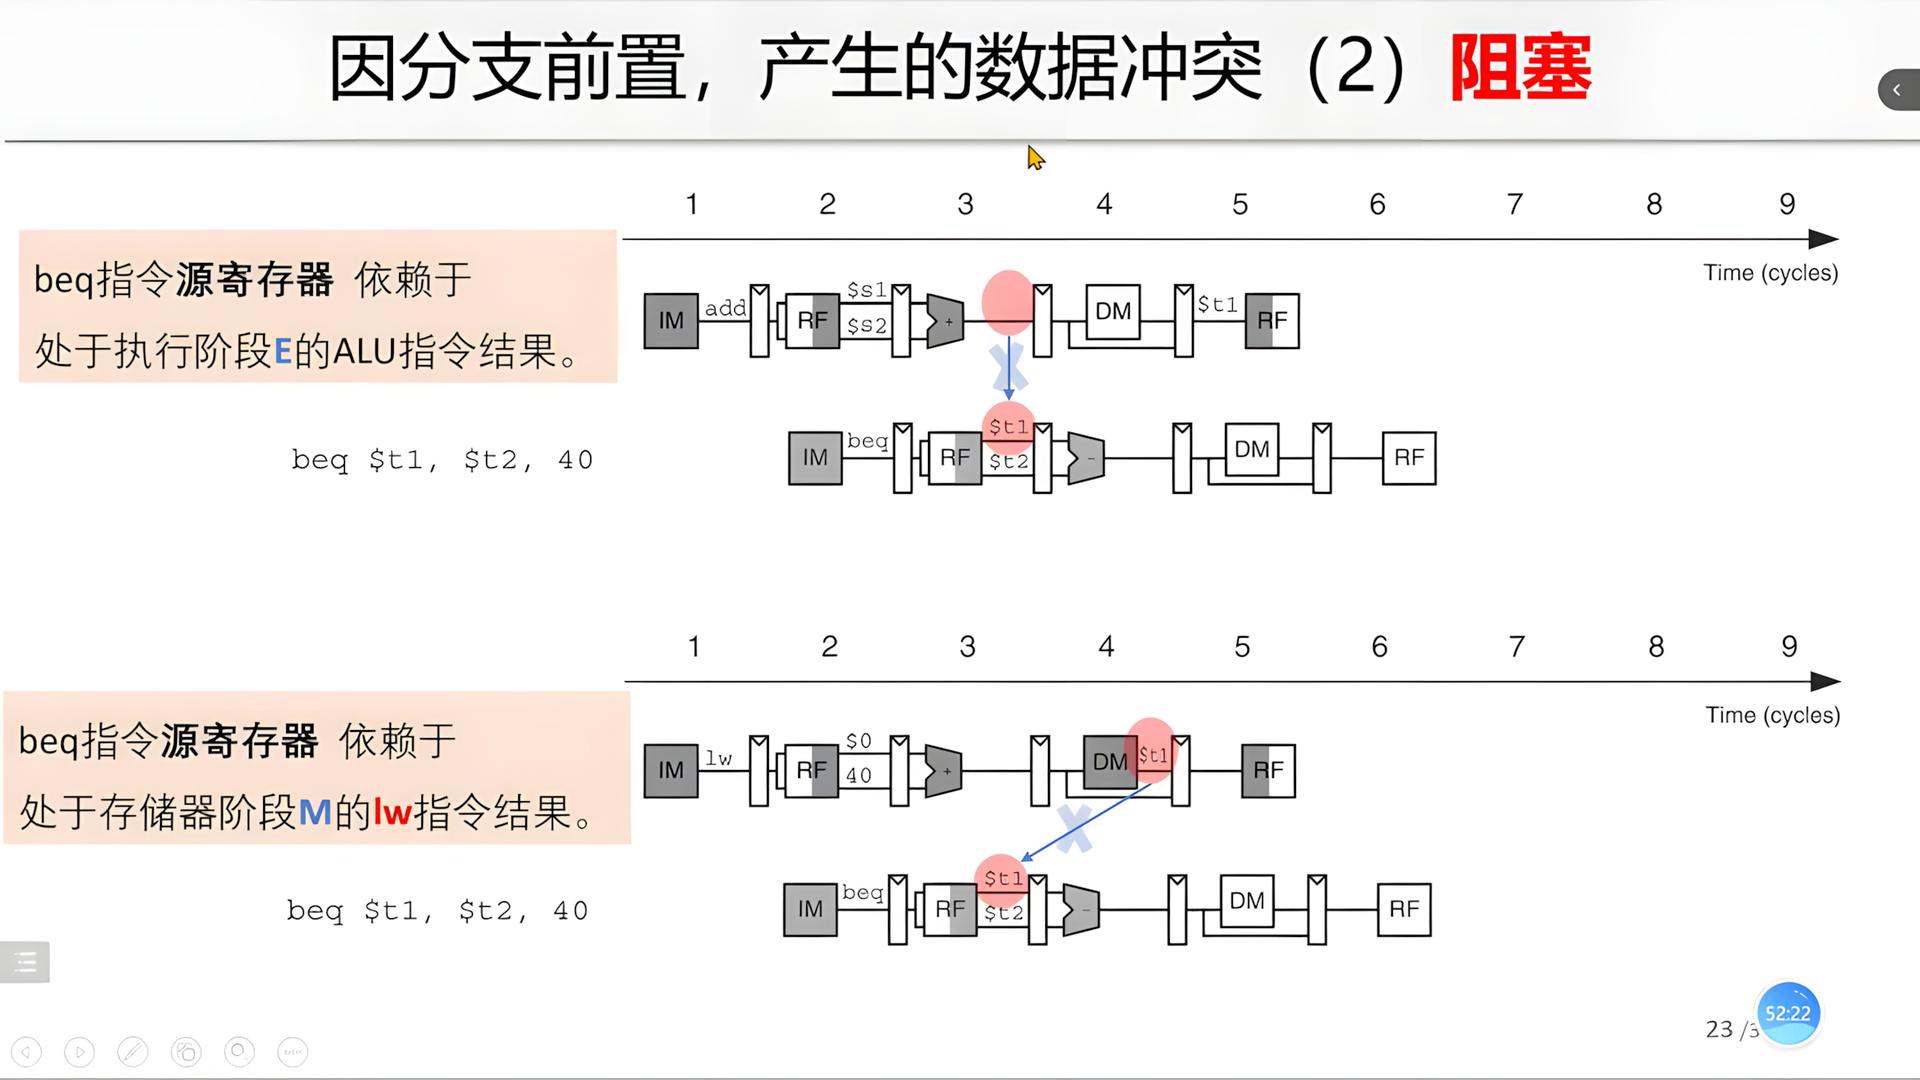 因分支前置，产生的数据冲突（2）阻塞
1 2 3 4 5 6 7 8 9
Time (cycles)
beq指令源寄存器 依赖于
处于执行阶段E的ALU指令结果。
IM add RF $s1 $s2 + DM $t1 RF
beq $t1, $t2, 40
IM beq RF $t1 $t2 - DM RF
1 2 3 4 5 6 7 8 9
Time (cycles)
beq指令源寄存器 依赖于
处于存储器阶段M的lw指令结果。
IM lw RF $0 40 + DM $t1 RF
beq $t1, $t2, 40
IM beq RF $t1 $t2 - DM RF
52:22
23 /3